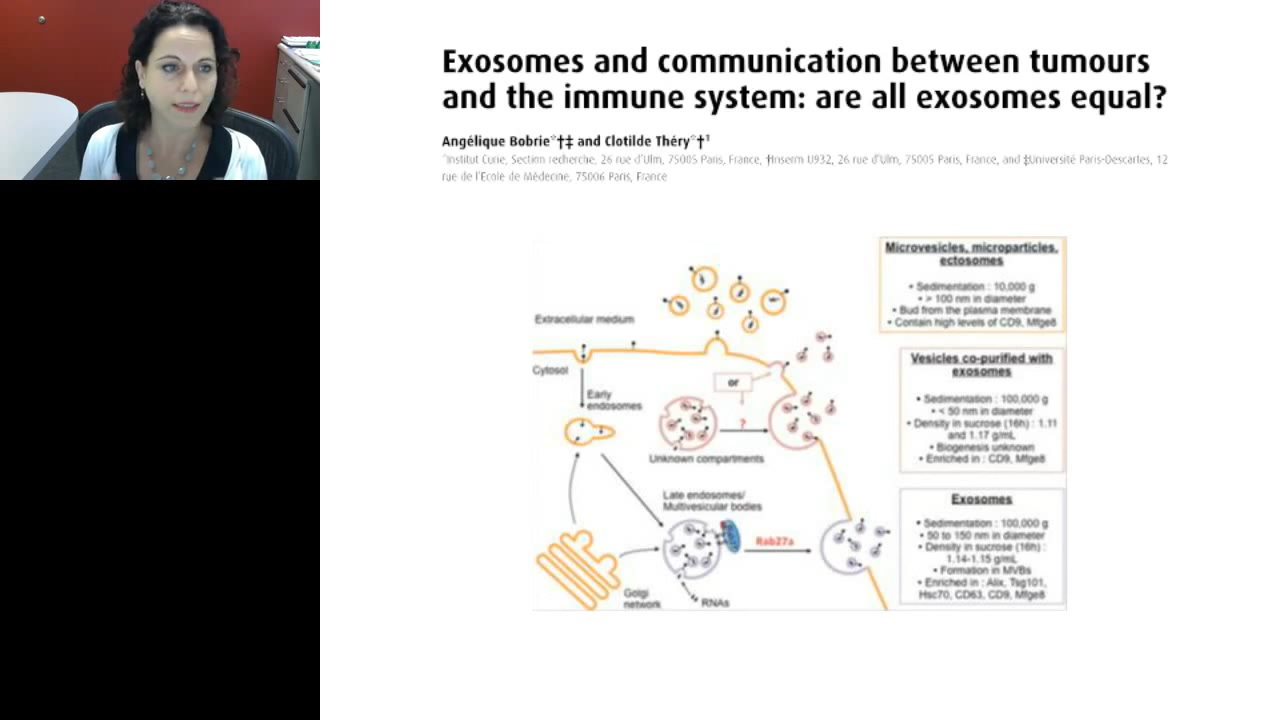 Exosomes and communication between tumours
and the immune system: are all exosomes equal?
Angélique Bobrie*†‡ and Clotilde Théry*†¹
*Institut Curie, Section recherche, 26 rue d'Ulm, 75005 Paris, France, †Inserm U932, 26 rue d'Ulm, 75005 Paris, France, and ‡Université Paris-Descartes, 12
rue de l'Ecole de Médecine, 75006 Paris, France
Extracellular medium
Cytosol
Early
endosomes
or
?
Unknown compartments
Late endosomes/
Multivesicular bodies
Rab27a
Golgi
network
RNAs
Microvesicles, microparticles,
ectosomes
• Sedimentation : 10,000 g
• > 100 nm in diameter
• Bud from the plasma membrane
• Contain high levels of CD9, Mfge8
Vesicles co-purified with
exosomes
• Sedimentation : 100,000 g
• < 50 nm in diameter
• Density in sucrose (16h) : 1.11
and 1.17 g/mL
• Biogenesis unknown
• Enriched in : CD9, Mfge8
Exosomes
• Sedimentation : 100,000 g
• 50 to 150 nm in diameter
• Density in sucrose (16h) :
1.14-1.15 g/mL
• Formation in MVBs
• Enriched in : Alix, Tsg101,
Hsc70, CD63, CD9, Mfge8